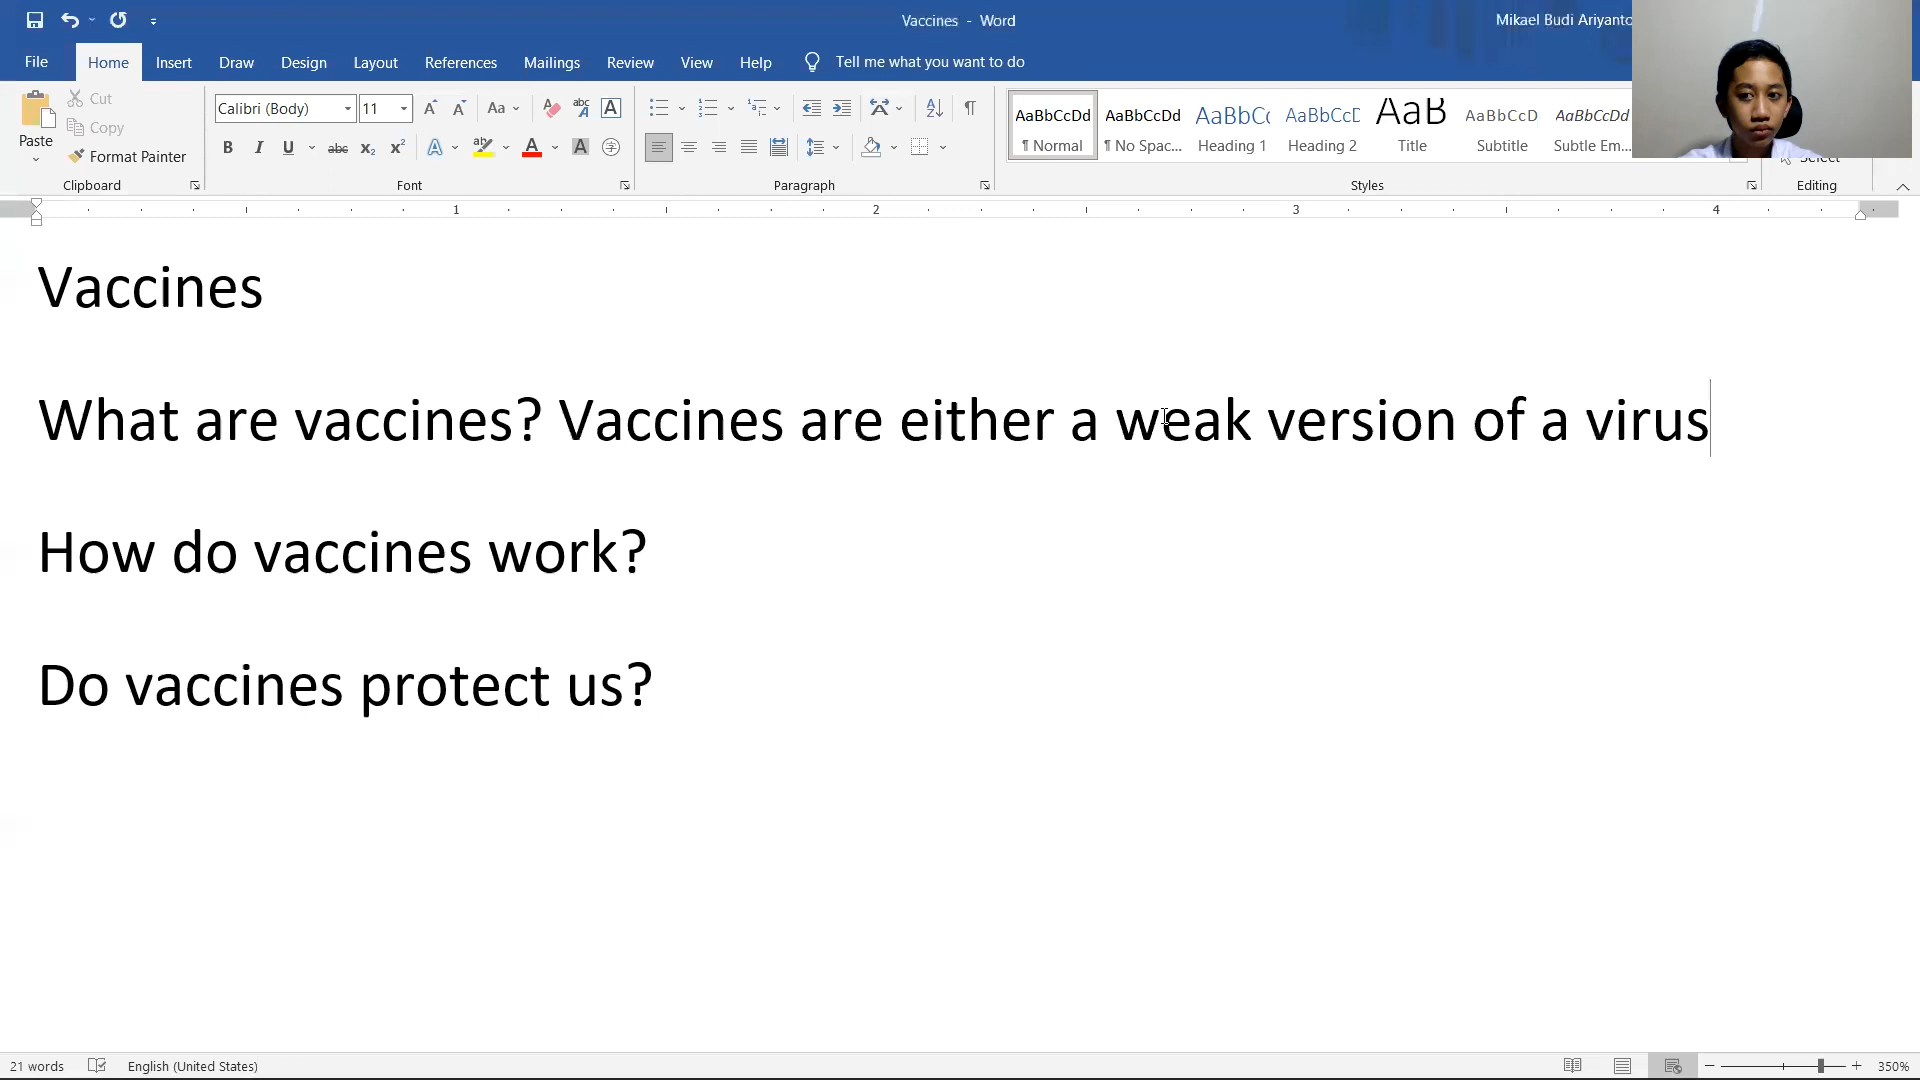 Vaccines - Word
Mikael Budi Ariyanto
File Home Insert Draw Design Layout References Mailings Review View Help Tell me what you want to do
Paste
Cut
Copy
Format Painter
Clipboard
Calibri (Body) 11
Font
Paragraph
AaBbCcDd AaBbCcDd AaBbCc AaBbCcD AaB AaBbCcD AaBbCcDd
¶ Normal ¶ No Spac... Heading 1 Heading 2 Title Subtitle Subtle Em...
Styles
Select
Editing
1 2 3 4
Vaccines
What are vaccines? Vaccines are either a weak version of a virus
How do vaccines work?
Do vaccines protect us?
21 words English (United States) 350%